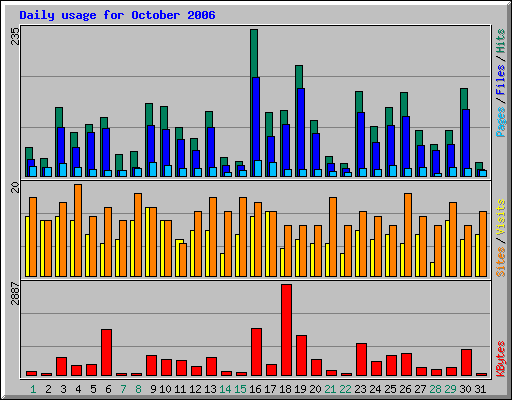 Daily usage for October 2006
235
Pages / Files / Hits
20
Sites / Visits
2887
KBytes
1 2 3 4 5 6 7 8 9 10 11 12 13 14 15 16 17 18 19 20 21 22 23 24 25 26 27 28 29 30 31